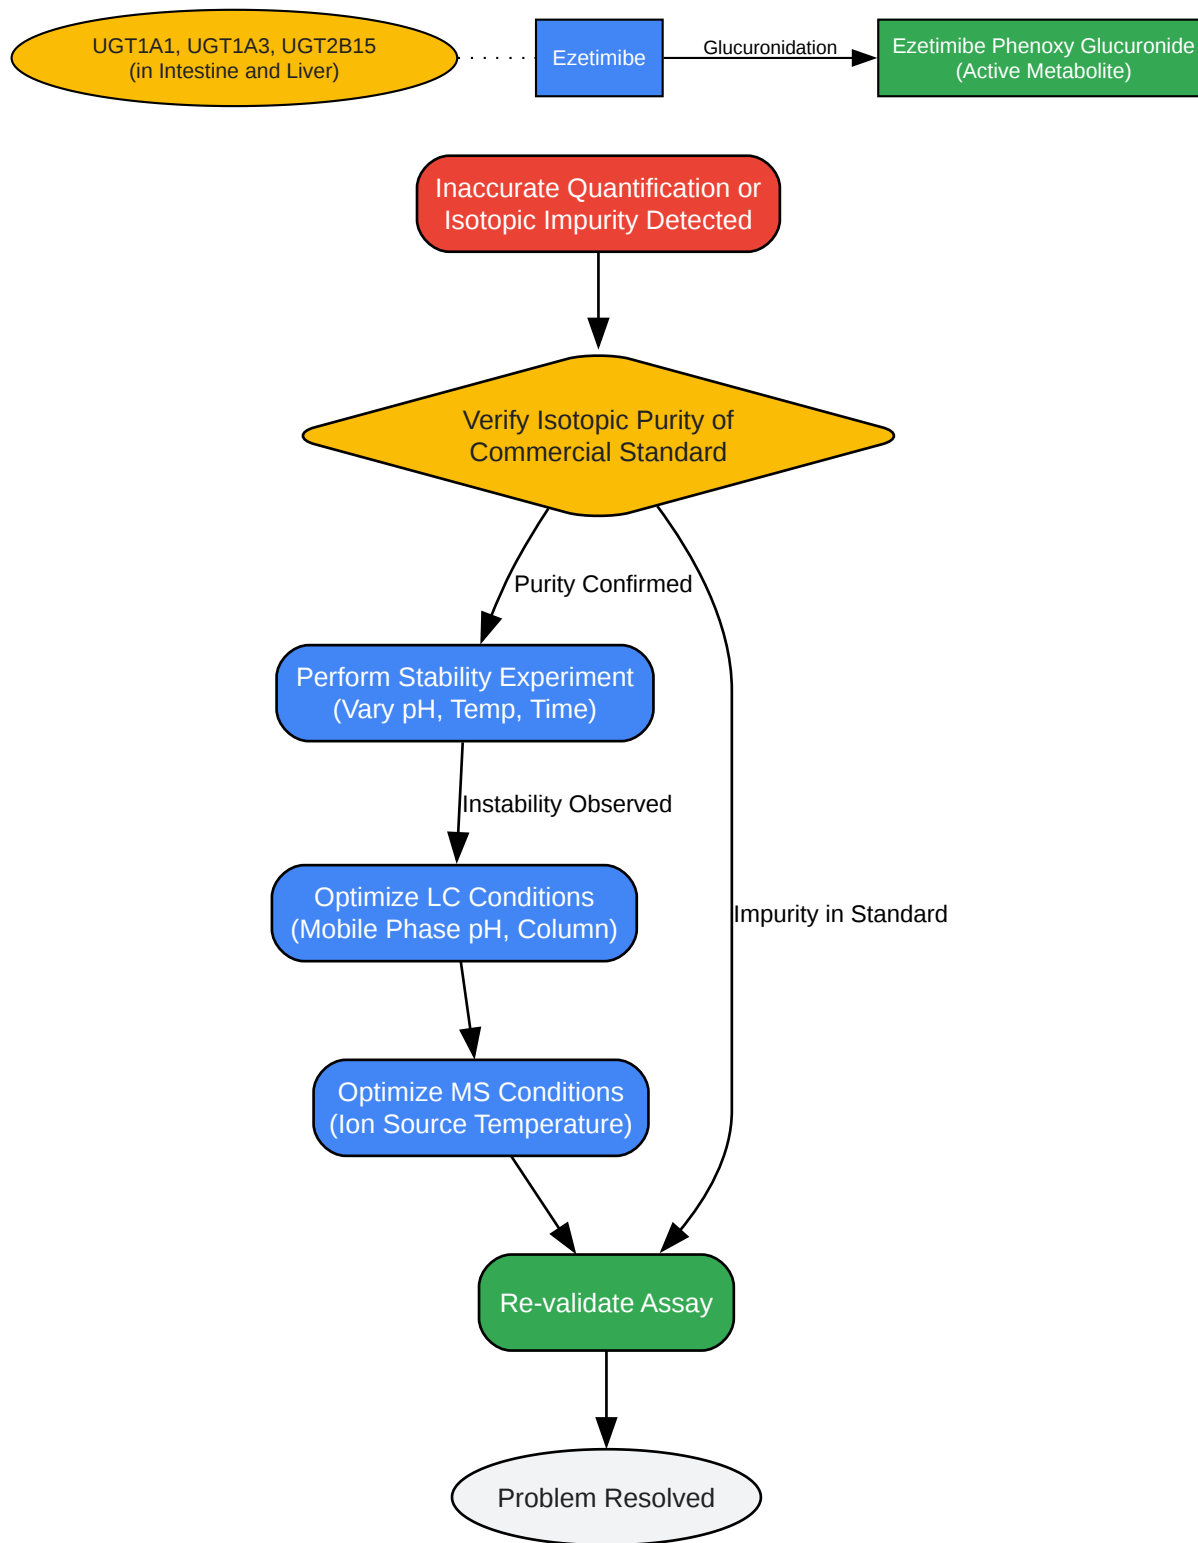 UGT1A1, UGT1A3, UGT2B15
(in Intestine and Liver)
Ezetimibe
Glucuronidation
Ezetimibe Phenoxy Glucuronide
(Active Metabolite)
Inaccurate Quantification or
Isotopic Impurity Detected
Verify Isotopic Purity of
Commercial Standard
Purity Confirmed
Perform Stability Experiment
(Vary pH, Temp, Time)
Instability Observed
Optimize LC Conditions
(Mobile Phase pH, Column)
Impurity in Standard
Optimize MS Conditions
(Ion Source Temperature)
Re-validate Assay
Problem Resolved